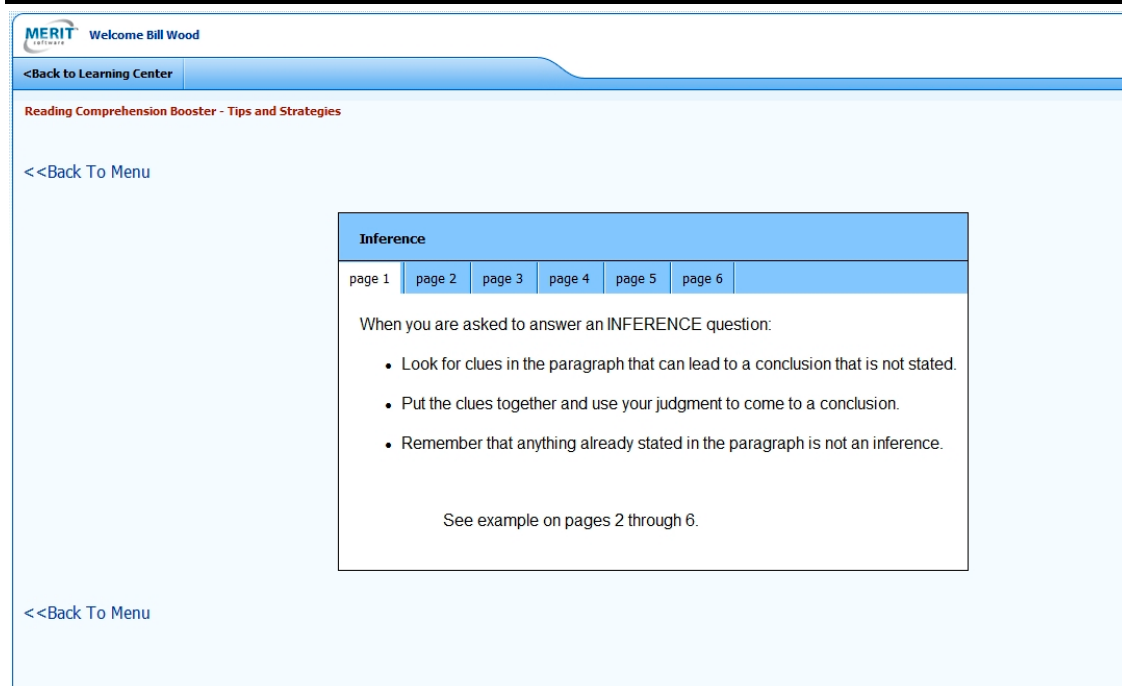 MERIT
software
Welcome Bill Wood
<Back to Learning Center
Reading Comprehension Booster - Tips and Strategies
<<Back To Menu
Inference
page 1 page 2 page 3 page 4 page 5 page 6
When you are asked to answer an INFERENCE question:
• Look for clues in the paragraph that can lead to a conclusion that is not stated.
• Put the clues together and use your judgment to come to a conclusion.
• Remember that anything already stated in the paragraph is not an inference.
See example on pages 2 through 6.
<<Back To Menu